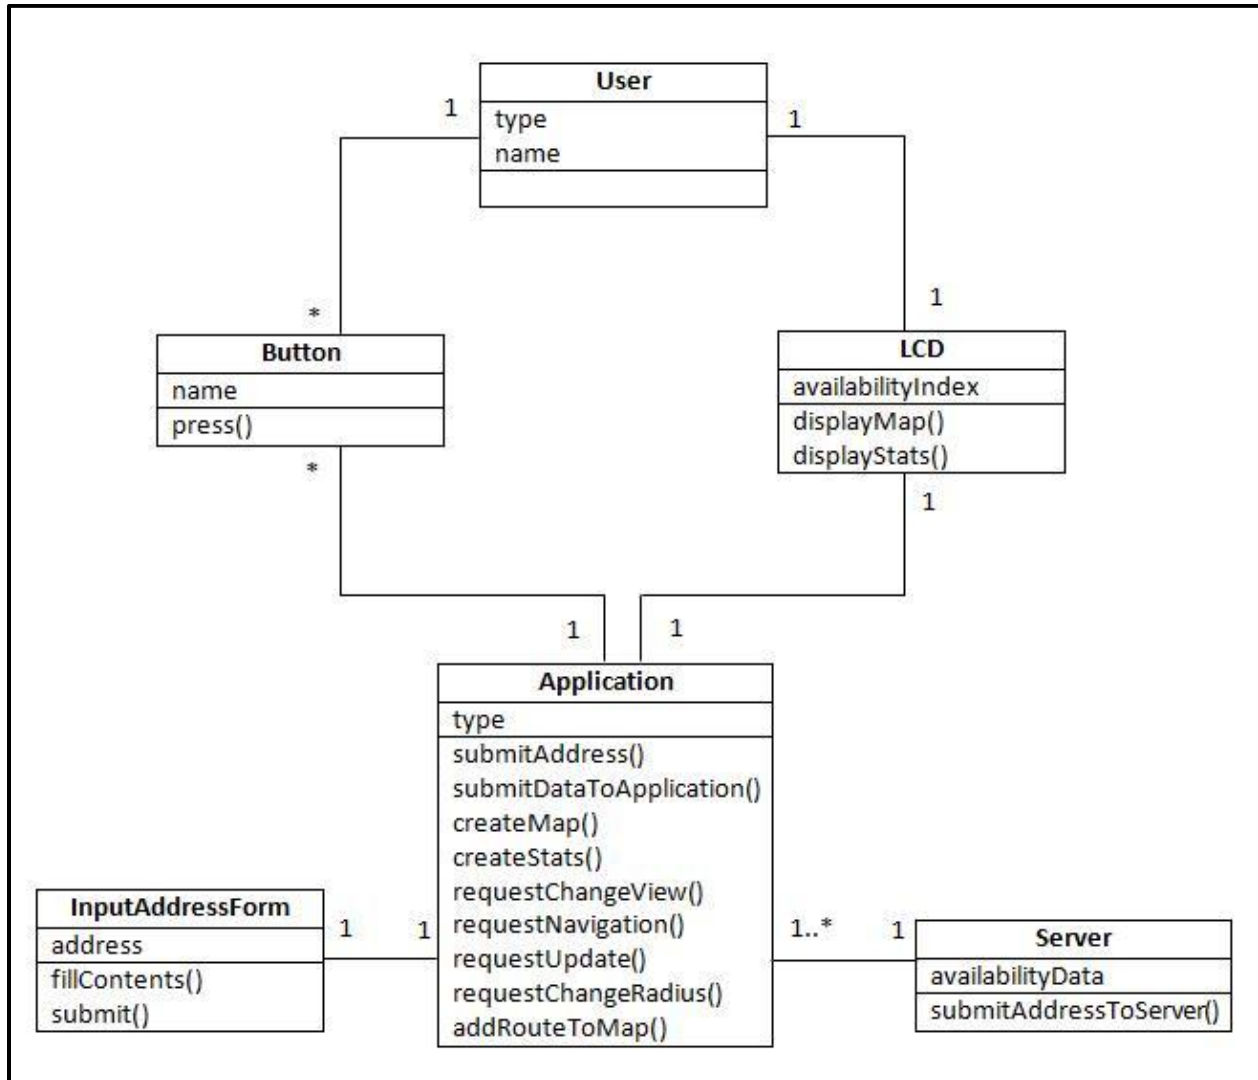 User
1
type
name
1
*
1
Button
name
press()
LCD
availabilityIndex
displayMap()
displayStats()
*
1
1
1
Application
type
submitAddress()
submitDataToApplication()
createMap()
createStats()
requestChangeView()
requestNavigation()
requestUpdate()
requestChangeRadius()
addRouteToMap()
InputAddressForm
address
fillContents()
submit()
1
1
1..*
1
Server
availabilityData
submitAddressToServer()